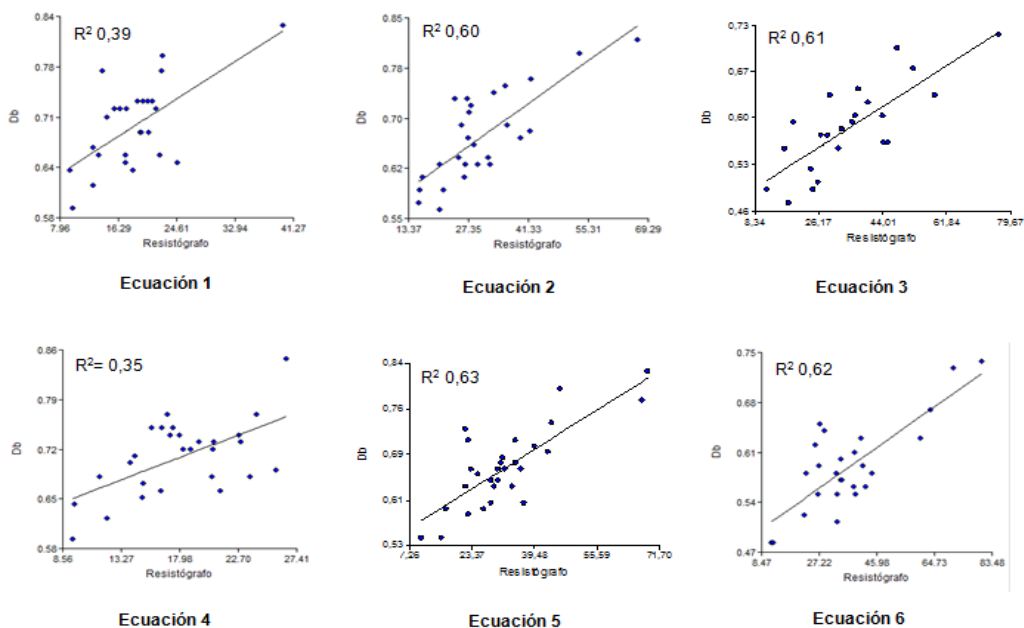 R² 0,39
0.84
0.78
0.71
0.64
0.58
Db
7.96 16.29 24.61 32.94 41.27
Resistógrafo
Ecuación 1
R² 0,60
0.85
0.78
0.70
0.62
0.55
Db
13.37 27.35 41.33 55.31 69.29
Resistógrafo
Ecuación 2
R² 0,61
0,73
0,67
0,60
0,53
0,46
Db
8,34 26,17 44,01 61,84 79,67
Resistógrafo
Ecuación 3
R²= 0,35
0.86
0.79
0.72
0.65
0.58
Db
8.56 13.27 17.98 22.70 27.41
Resistógrafo
Ecuación 4
R² 0,63
0,84
0,76
0,69
0,61
0,53
Db
7,26 23,37 39,48 55,59 71,70
Resistógrafo
Ecuación 5
R² 0,62
0.75
0.68
0.61
0.54
0.47
Db
8.47 27.22 45.98 64.73 83.48
Resistógrafo
Ecuación 6